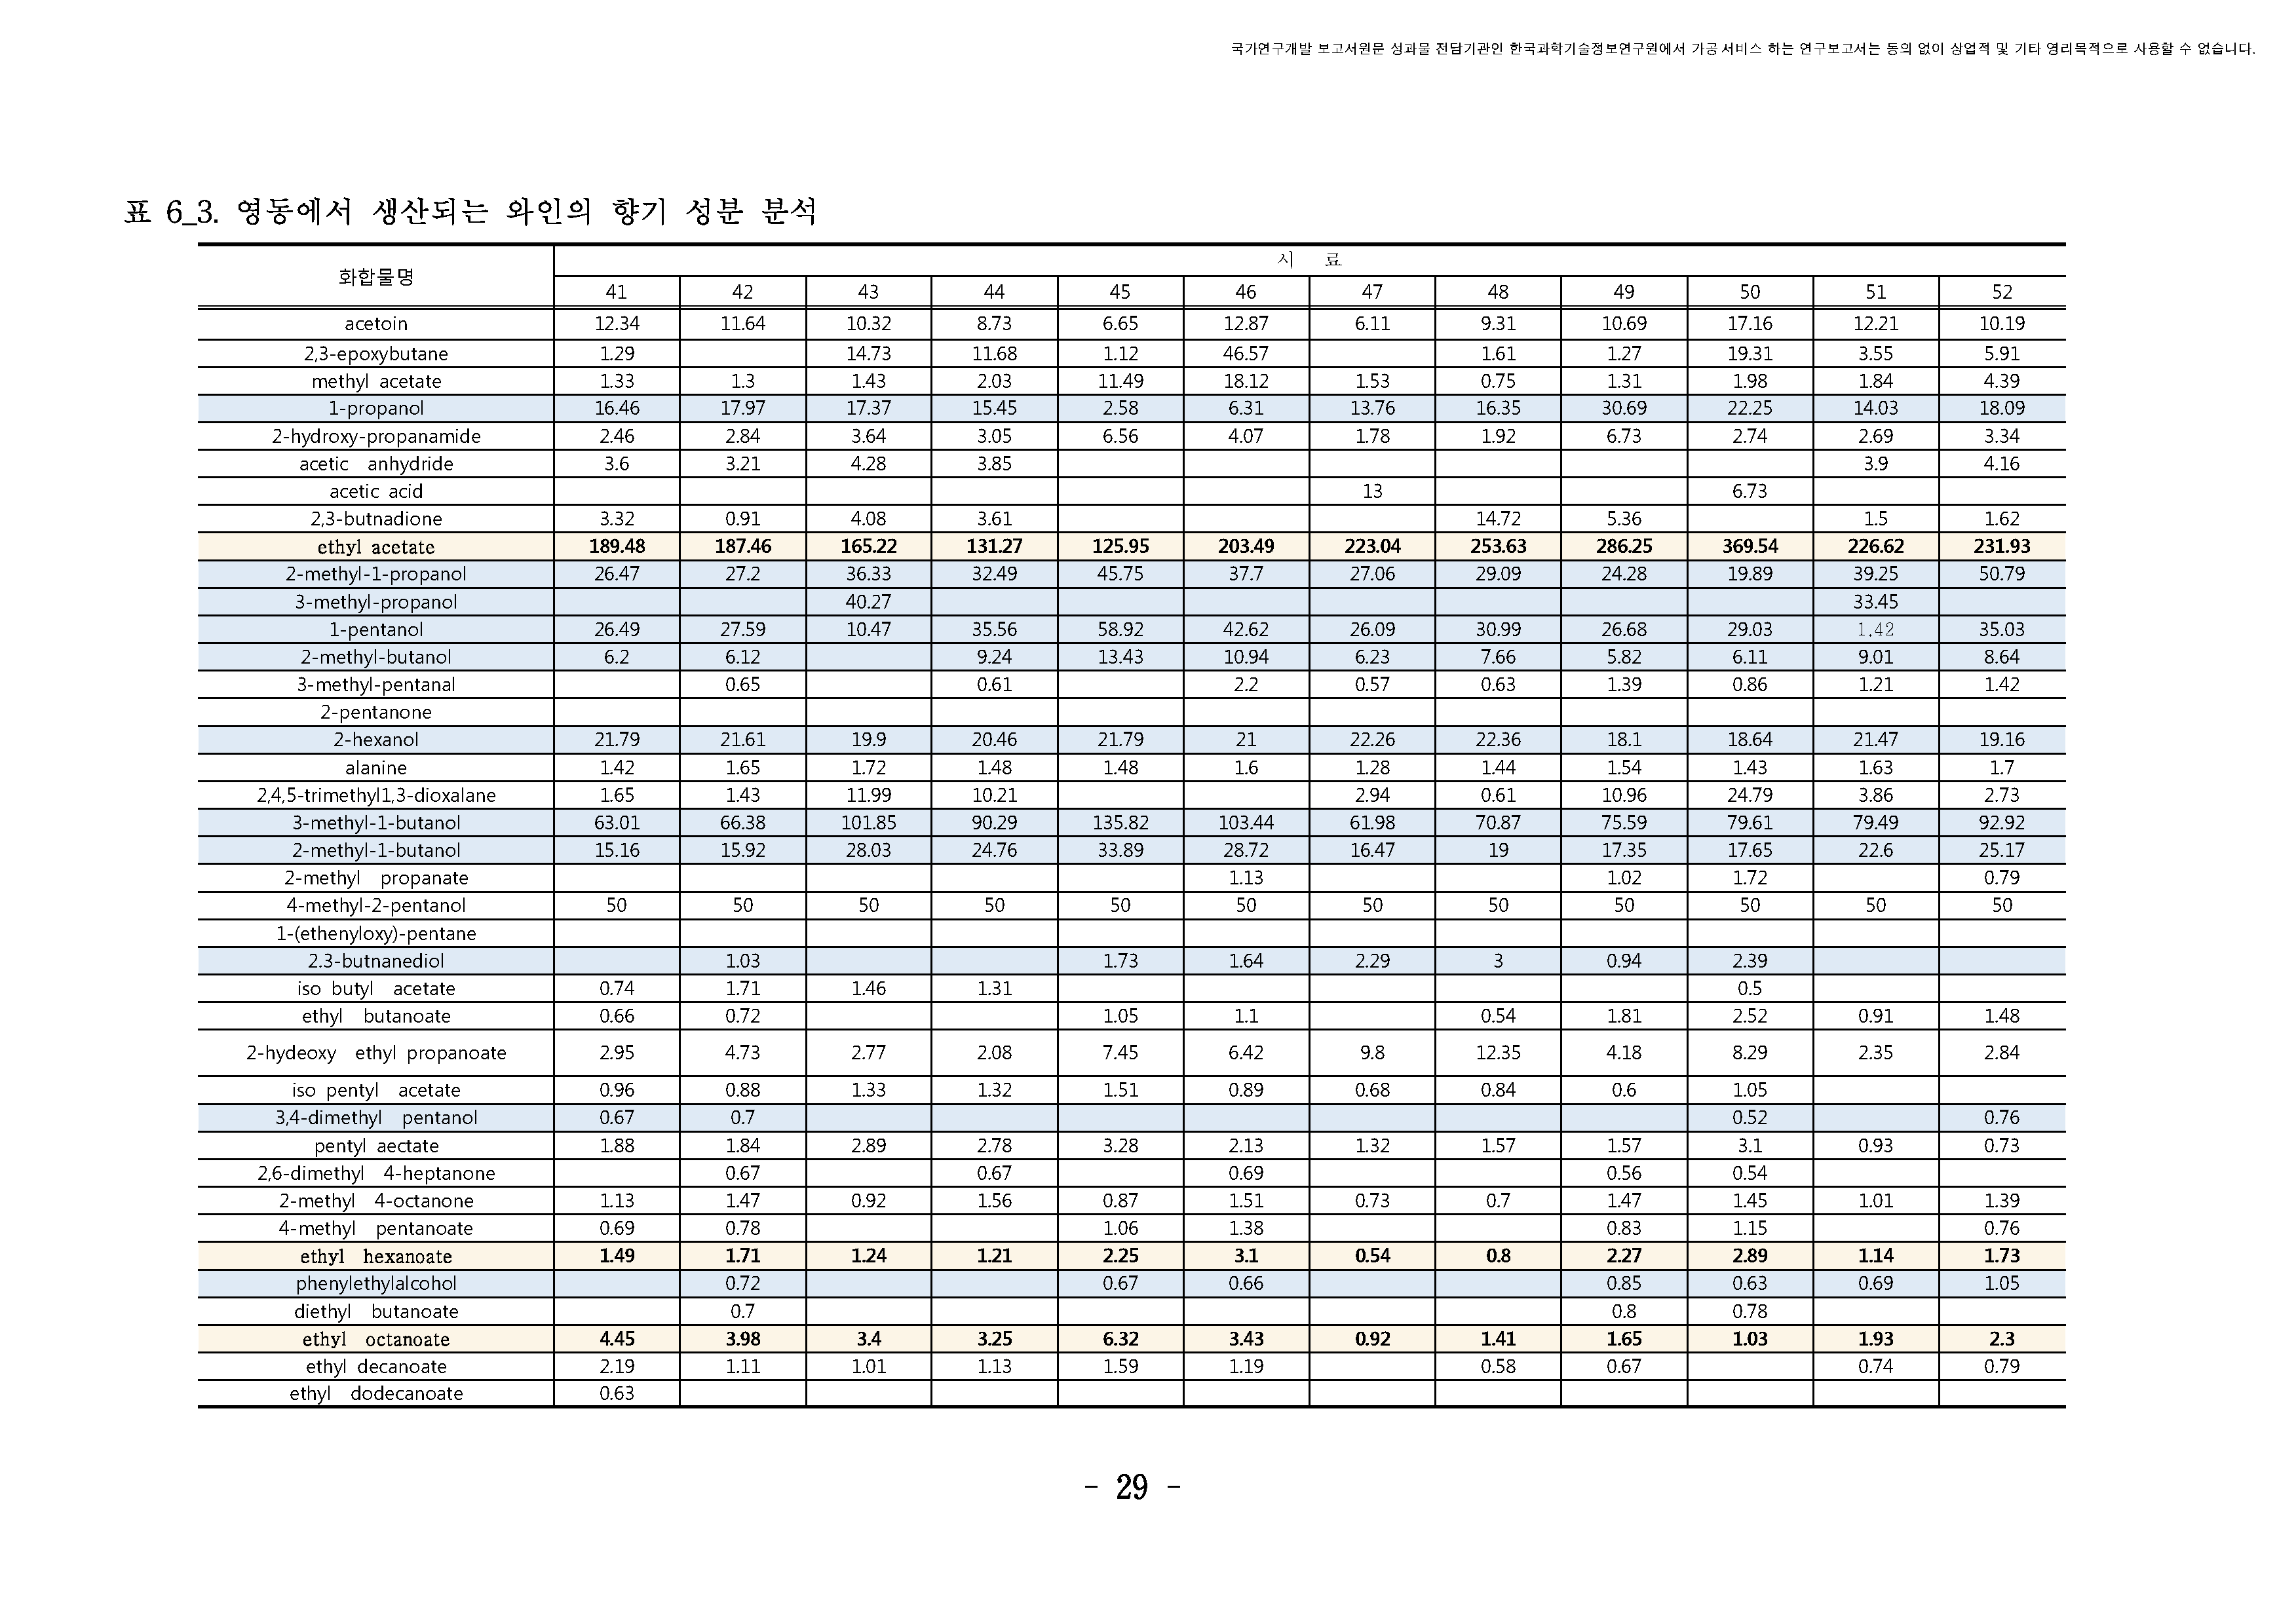 국가연구개발 보고서원문 성과물 전담기관인 한국과학기술정보연구원에서 가공·서비스 하는 연구보고서는 동의 없이 상업적 및 기타 영리목적으로 사용할 수 없습니다.
표 6_3. 영동에서 생산되는 와인의 향기 성분 분석
화합물명 시 료
41 42 43 44 45 46 47 48 49 50 51 52
acetoin 12.34 11.64 10.32 8.73 6.65 12.87 6.11 9.31 10.69 17.16 12.21 10.19
2,3-epoxybutane 1.29 14.73 11.68 1.12 46.57 1.61 1.27 19.31 3.55 5.91
methyl acetate 1.33 1.3 1.43 2.03 11.49 18.12 1.53 0.75 1.31 1.98 1.84 4.39
1-propanol 16.46 17.97 17.37 15.45 2.58 6.31 13.76 16.35 30.69 22.25 14.03 18.09
2-hydroxy-propanamide 2.46 2.84 3.64 3.05 6.56 4.07 1.78 1.92 6.73 2.74 2.69 3.34
acetic anhydride 3.6 3.21 4.28 3.85 3.9 4.16
acetic acid 13 6.73
2,3-butnadione 3.32 0.91 4.08 3.61 14.72 5.36 1.5 1.62
ethyl acetate 189.48 187.46 165.22 131.27 125.95 203.49 223.04 253.63 286.25 369.54 226.62 231.93
2-methyl-1-propanol 26.47 27.2 36.33 32.49 45.75 37.7 27.06 29.09 24.28 19.89 39.25 50.79
3-methyl-propanol 40.27 33.45
1-pentanol 26.49 27.59 10.47 35.56 58.92 42.62 26.09 30.99 26.68 29.03 1.42 35.03
2-methyl-butanol 6.2 6.12 9.24 13.43 10.94 6.23 7.66 5.82 6.11 9.01 8.64
3-methyl-pentanal 0.65 0.61 2.2 0.57 0.63 1.39 0.86 1.21 1.42
2-pentanone
2-hexanol 21.79 21.61 19.9 20.46 21.79 21 22.26 22.36 18.1 18.64 21.47 19.16
alanine 1.42 1.65 1.72 1.48 1.48 1.6 1.28 1.44 1.54 1.43 1.63 1.7
2,4,5-trimethyl1,3-dioxalane 1.65 1.43 11.99 10.21 2.94 0.61 10.96 24.79 3.86 2.73
3-methyl-1-butanol 63.01 66.38 101.85 90.29 135.82 103.44 61.98 70.87 75.59 79.61 79.49 92.92
2-methyl-1-butanol 15.16 15.92 28.03 24.76 33.89 28.72 16.47 19 17.35 17.65 22.6 25.17
2-methyl propanate 1.13 1.02 1.72 0.79
4-methyl-2-pentanol 50 50 50 50 50 50 50 50 50 50 50 50
1-(ethenyloxy)-pentane
2.3-butnanediol 1.03 1.73 1.64 2.29 3 0.94 2.39
iso butyl acetate 0.74 1.71 1.46 1.31 0.5
ethyl butanoate 0.66 0.72 1.05 1.1 0.54 1.81 2.52 0.91 1.48
2-hydeoxy ethyl propanoate 2.95 4.73 2.77 2.08 7.45 6.42 9.8 12.35 4.18 8.29 2.35 2.84
iso pentyl acetate 0.96 0.88 1.33 1.32 1.51 0.89 0.68 0.84 0.6 1.05
3,4-dimethyl pentanol 0.67 0.7 0.52 0.76
pentyl aectate 1.88 1.84 2.89 2.78 3.28 2.13 1.32 1.57 1.57 3.1 0.93 0.73
2,6-dimethyl 4-heptanone 0.67 0.67 0.69 0.56 0.54
2-methyl 4-octanone 1.13 1.47 0.92 1.56 0.87 1.51 0.73 0.7 1.47 1.45 1.01 1.39
4-methyl pentanoate 0.69 0.78 1.06 1.38 0.83 1.15 0.76
ethyl hexanoate 1.49 1.71 1.24 1.21 2.25 3.1 0.54 0.8 2.27 2.89 1.14 1.73
phenylethylalcohol 0.72 0.67 0.66 0.85 0.63 0.69 1.05
diethyl butanoate 0.7 0.8 0.78
ethyl octanoate 4.45 3.98 3.4 3.25 6.32 3.43 0.92 1.41 1.65 1.03 1.93 2.3
ethyl decanoate 2.19 1.11 1.01 1.13 1.59 1.19 0.58 0.67 0.74 0.79
ethyl dodecanoate 0.63
- 29 -